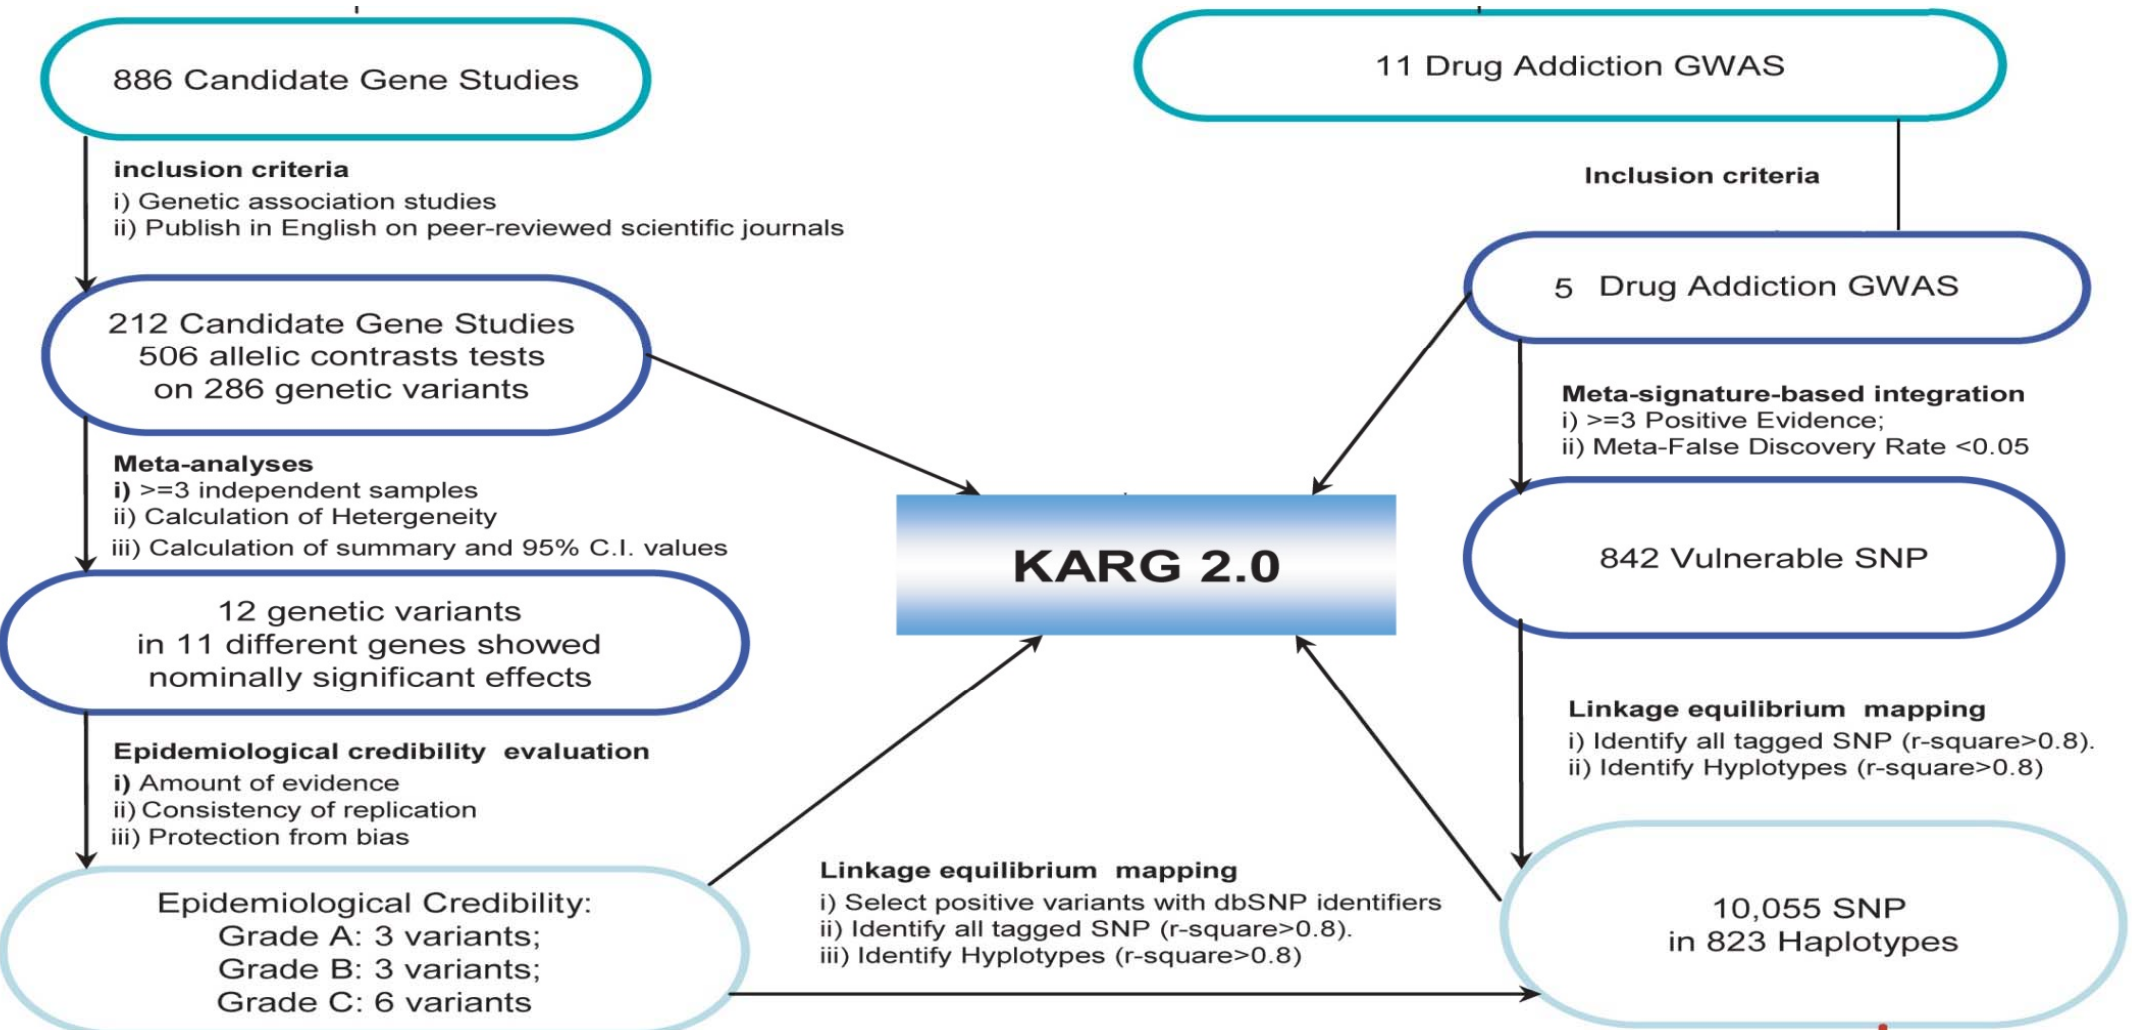 886 Candidate Gene Studies
inclusion criteria
i) Genetic association studies
ii) Publish in English on peer-reviewed scientific journals
212 Candidate Gene Studies
506 allelic contrasts tests
on 286 genetic variants
Meta-analyses
i) >=3 independent samples
ii) Calculation of Hetergeneity
iii) Calculation of summary and 95% C.I. values
12 genetic variants
in 11 different genes showed
nominally significant effects
Epidemiological credibility evaluation
i) Amount of evidence
ii) Consistency of replication
iii) Protection from bias
Epidemiological Credibility:
Grade A: 3 variants;
Grade B: 3 variants;
Grade C: 6 variants
KARG 2.0
Linkage equilibrium mapping
i) Select positive variants with dbSNP identifiers
ii) Identify all tagged SNP (r-square>0.8).
iii) Identify Hyplotypes (r-square>0.8)
11 Drug Addiction GWAS
Inclusion criteria
5 Drug Addiction GWAS
Meta-signature-based integration
i) >=3 Positive Evidence;
ii) Meta-False Discovery Rate <0.05
842 Vulnerable SNP
Linkage equilibrium mapping
i) Identify all tagged SNP (r-square>0.8).
ii) Identify Hyplotypes (r-square>0.8)
10,055 SNP
in 823 Haplotypes